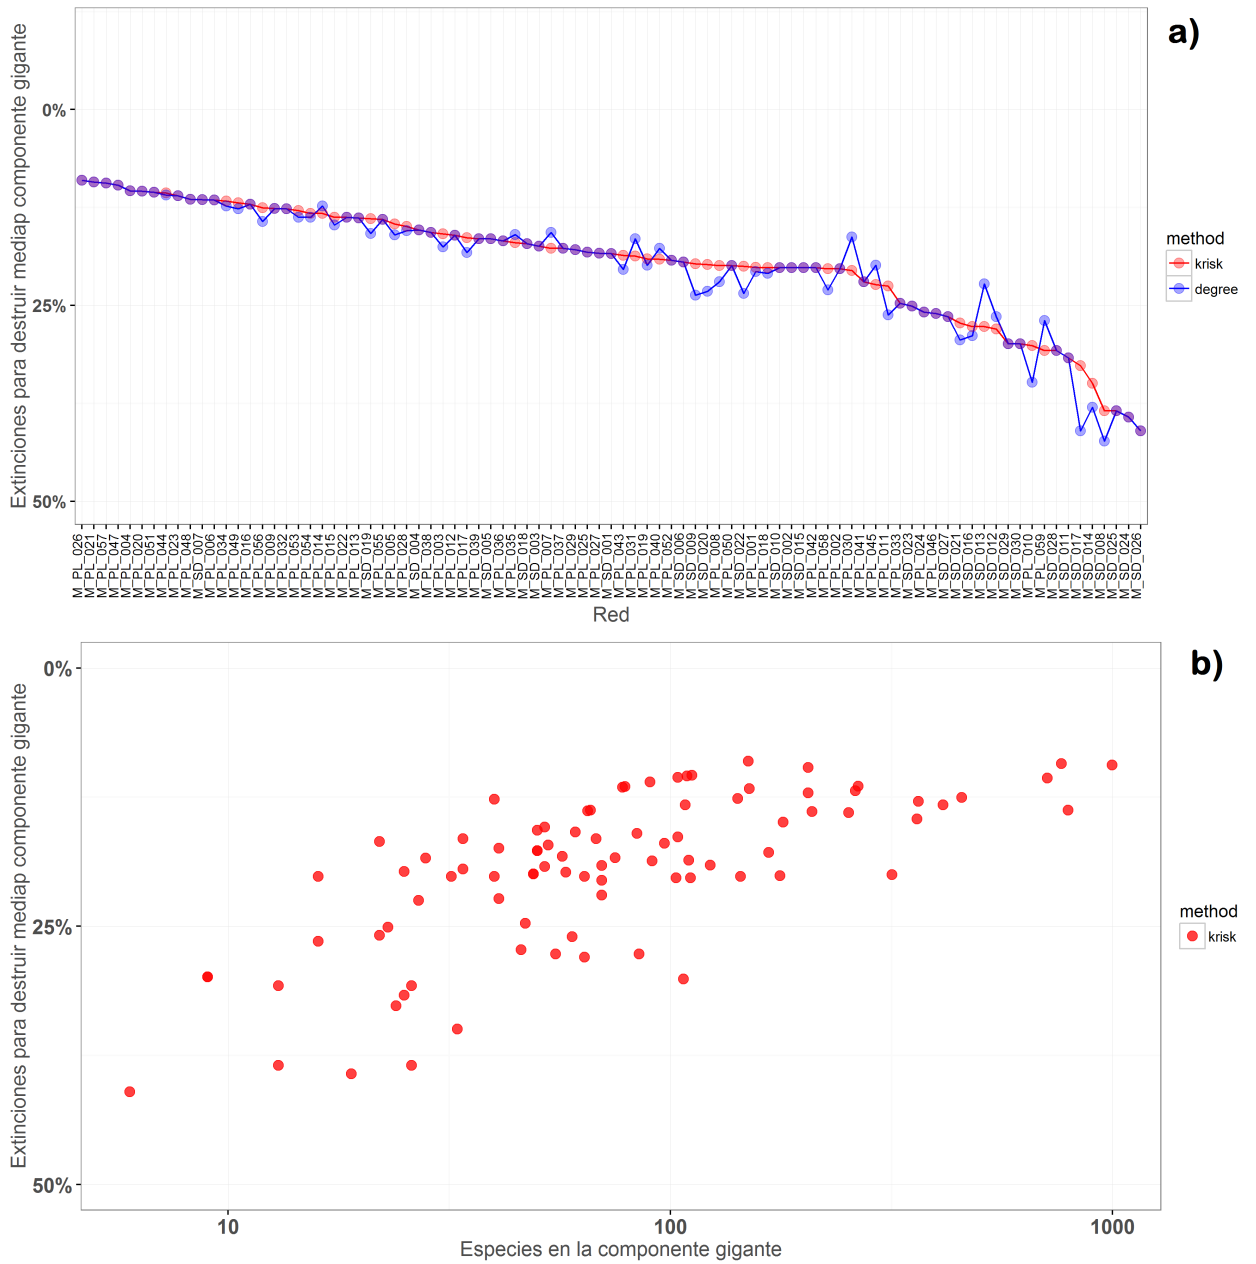 a)
Extinciones para destruir mediap componente gigante
0%
25%
50%
method
krisk
degree
M_PL_026
M_PL_021
M_PL_057
M_PL_047
M_PL_004
M_PL_020
M_PL_051
M_PL_044
M_PL_023
M_PL_048
M_SD_007
M_PL_006
M_PL_034
M_PL_049
M_PL_016
M_PL_056
M_PL_009
M_PL_032
M_PL_053
M_PL_054
M_PL_014
M_PL_015
M_PL_022
M_PL_013
M_SD_019
M_PL_055
M_PL_005
M_PL_028
M_SD_004
M_PL_038
M_PL_003
M_PL_012
M_PL_017
M_PL_039
M_SD_005
M_PL_036
M_PL_035
M_SD_018
M_SD_003
M_PL_007
M_PL_037
M_PL_029
M_PL_025
M_PL_027
M_SD_001
M_PL_043
M_PL_031
M_PL_019
M_PL_040
M_PL_052
M_SD_006
M_SD_009
M_SD_020
M_PL_008
M_PL_050
M_SD_022
M_PL_001
M_PL_018
M_SD_010
M_SD_002
M_SD_015
M_PL_042
M_PL_058
M_PL_002
M_PL_030
M_PL_041
M_PL_045
M_PL_011
M_PL_033
M_SD_023
M_PL_024
M_PL_046
M_SD_027
M_SD_021
M_SD_016
M_SD_013
M_SD_012
M_SD_029
M_SD_030
M_PL_010
M_PL_059
M_SD_028
M_SD_011
M_SD_017
M_SD_014
M_SD_008
M_SD_025
M_SD_024
M_SD_026
Red
b)
Extinciones para destruir mediap componente gigante
0%
25%
50%
method
krisk
10
100
1000
Especies en la componente gigante